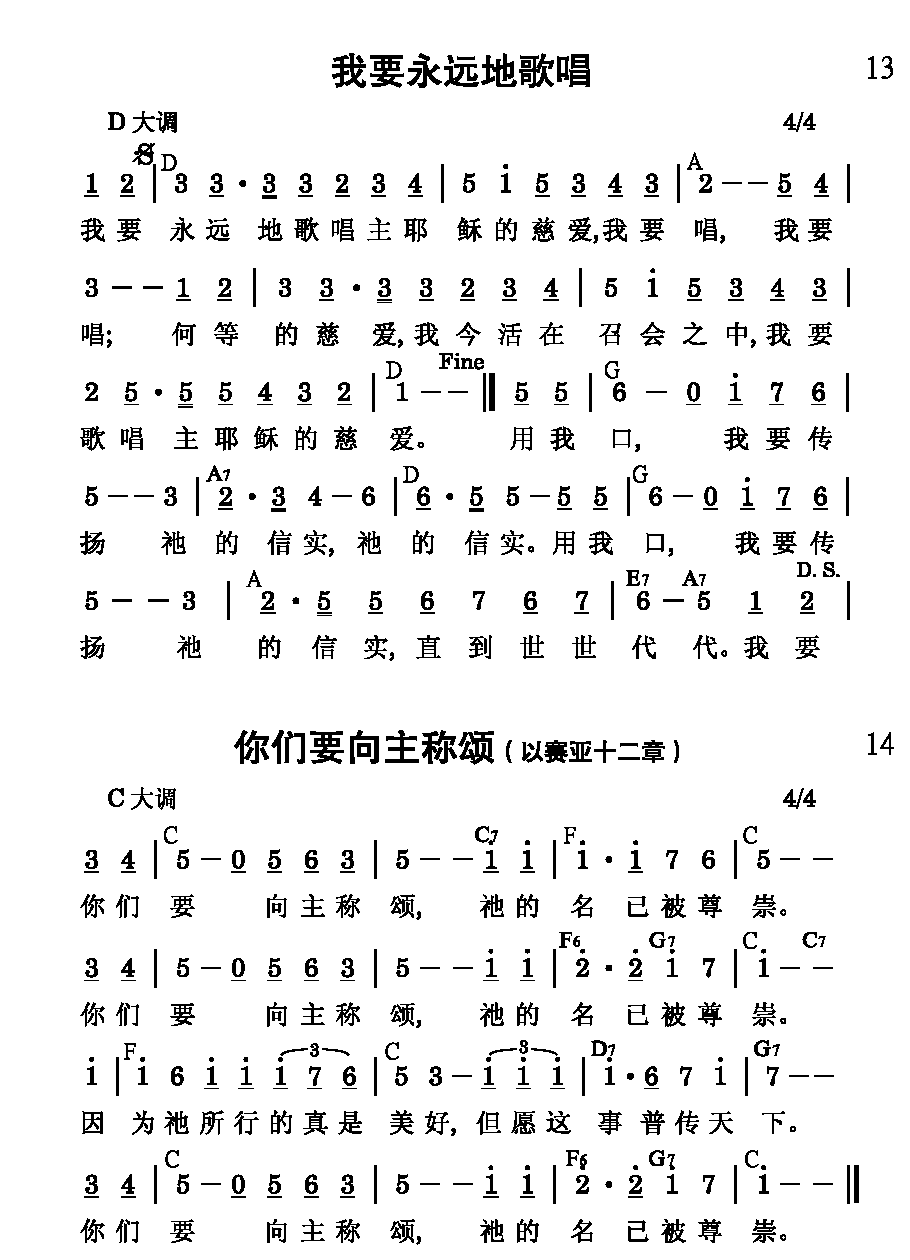 我要永远地歌唱 13
D 大调 4/4
D A
1 2 | 3 3 · 3 3 2 3 4 | 5 i 5 3 4 3 | 2 – – 5 4 |
我要 永远 地歌唱主耶 稣的慈爱,我要 唱, 我要
3 – – 1 2 | 3 3 · 3 3 2 3 4 | 5 i 5 3 4 3 |
唱; 何等 的慈 爱,我今活在 召会之中,我要
D Fine G
2 5 · 5 5 4 3 2 | 1 – – ‖ 5 5 | 6 – 0 i 7 6 |
歌唱 主耶稣的慈 爱。 用我 口, 我要传
A7 D G
5 – – 3 | 2 · 3 4 – 6 | 6 · 5 5 – 5 5 | 6 – 0 i 7 6 |
扬 祂的信实,祂的信实。用我 口, 我要传
A E7 A7 D. S.
5 – – 3 | 2 · 5 5 6 7 6 7 | 6 – 5 1 2 |
扬 祂 的信实,直到世世代代。我要
你们要向主称颂(以赛亚十二章) 14
C 大调 4/4
C C7 F C
3 4 | 5 – 0 5 6 3 | 5 – – i i | i · i 7 6 | 5 – –
你们 要 向主称 颂, 祂的 名 已被尊 崇。
F6 G7 C C7
3 4 | 5 – 0 5 6 3 | 5 – – i i | 2 · 2 i 7 | i – –
你们 要 向主称 颂, 祂的 名 已被尊 崇。
F 3 C 3 D7 G7
i | i 6 i i i 7 6 | 5 3 – i i i | i · 6 7 i | 7 – –
因 为祂所行的真是 美好,但愿这 事普传天 下。
C F6 G7 C
3 4 | 5 – 0 5 6 3 | 5 – – i i | 2 · 2 i 7 | i – – ‖
你们 要 向主称 颂, 祂的 名 已被尊 崇。